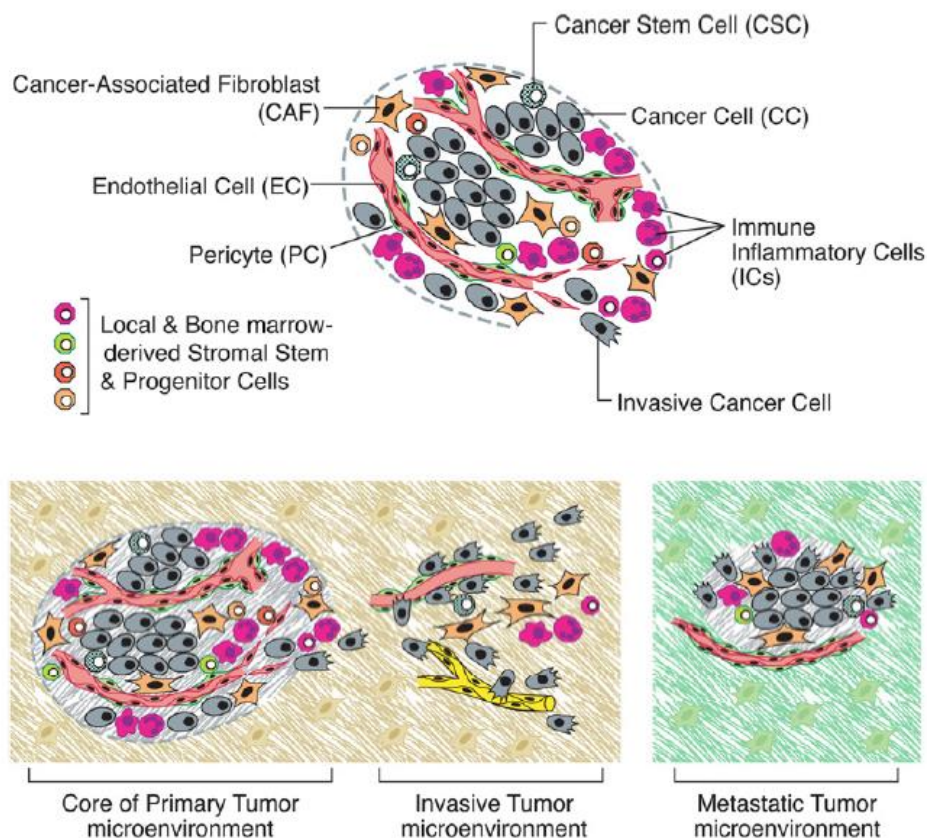 Cancer Stem Cell (CSC)
Cancer-Associated Fibroblast
(CAF)
Cancer Cell (CC)
Endothelial Cell (EC)
Pericyte (PC)
Immune
Inflammatory Cells
(ICs)
Local & Bone marrow-
derived Stromal Stem
& Progenitor Cells
Invasive Cancer Cell
Core of Primary Tumor
microenvironment
Invasive Tumor
microenvironment
Metastatic Tumor
microenvironment